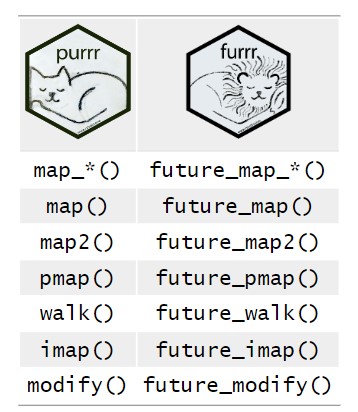 purrr furrr
map_*() future_map_*()
map() future_map()
map2() future_map2()
pmap() future_pmap()
walk() future_walk()
imap() future_imap()
modify() future_modify()